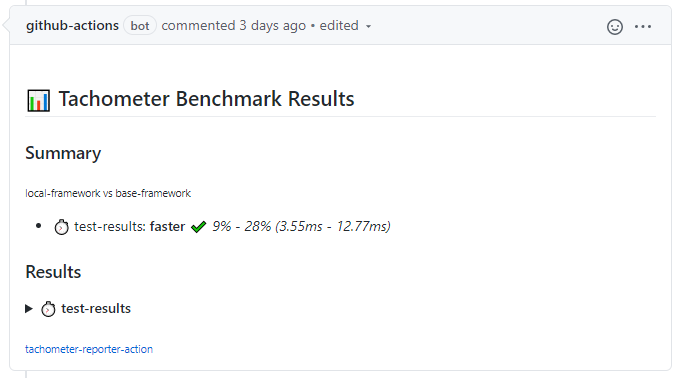 github-actions bot commented 3 days ago • edited
Tachometer Benchmark Results
Summary
local-framework vs base-framework
• test-results: faster ✔ 9% - 28% (3.55ms - 12.77ms)
Results
test-results
tachometer-reporter-action